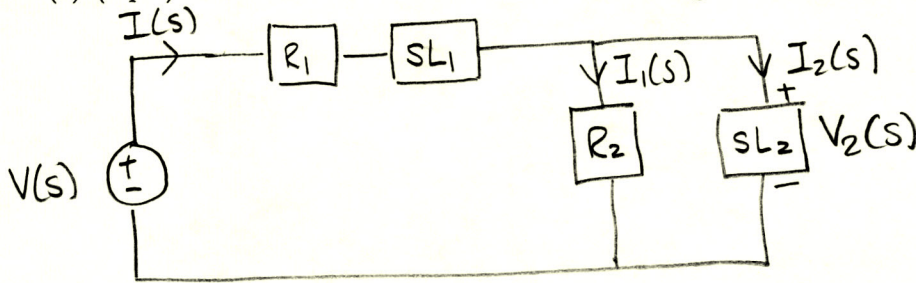 I(s)
R1
SL1
I1(s)
I2(s)
+
R2
SL2
V2(s)
-
V(s)
+
-